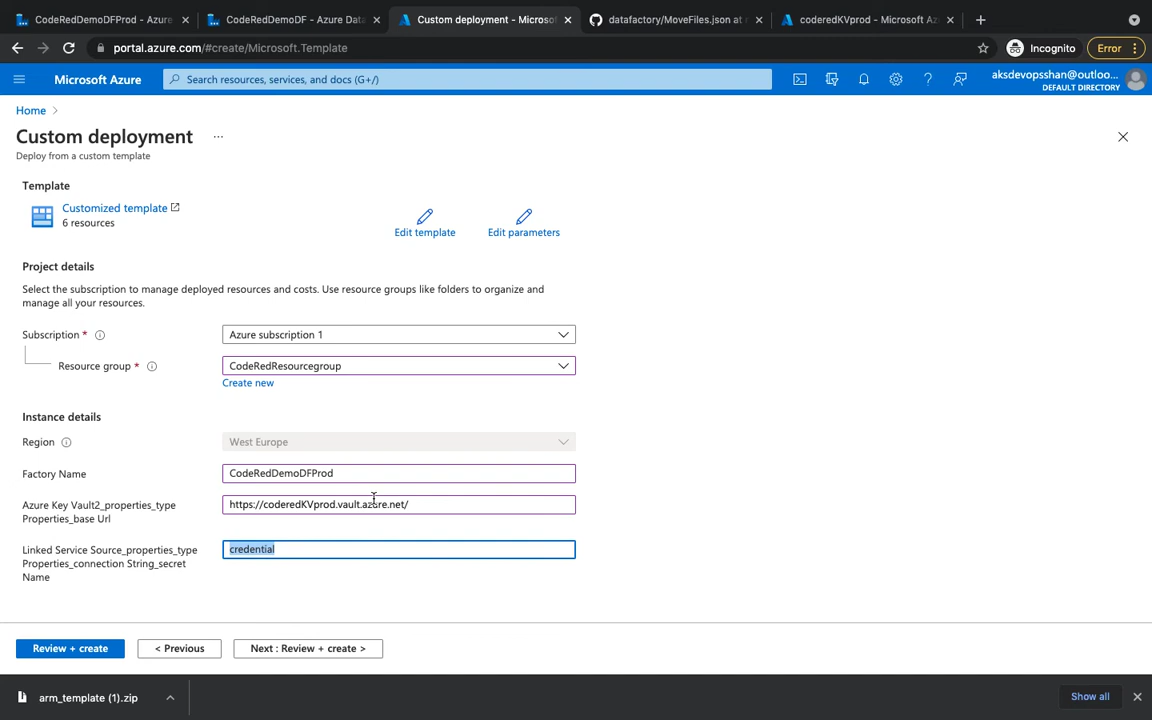 CodeRedDemoDFProd - Azure
CodeRedDemoDF - Azure Data
Custom deployment - Microsof
datafactory/MoveFiles.json at r
coderedKVprod - Microsoft Az
portal.azure.com/#create/Microsoft.Template
Incognito
Error
Microsoft Azure
Search resources, services, and docs (G+/)
aksdevopsshan@outloo...
DEFAULT DIRECTORY
Home
Custom deployment ...
Deploy from a custom template
Template
Customized template
6 resources
Edit template
Edit parameters
Project details
Select the subscription to manage deployed resources and costs. Use resource groups like folders to organize and
manage all your resources.
Subscription *
Azure subscription 1
Resource group *
CodeRedResourcegroup
Create new
Instance details
Region
West Europe
Factory Name
CodeRedDemoDFProd
Azure Key Vault2_properties_type
Properties_base Url
https://coderedKVprod.vault.azure.net/
Linked Service Source_properties_type
Properties_connection String_secret
Name
credential
Review + create
< Previous
Next : Review + create >
arm_template (1).zip
Show all